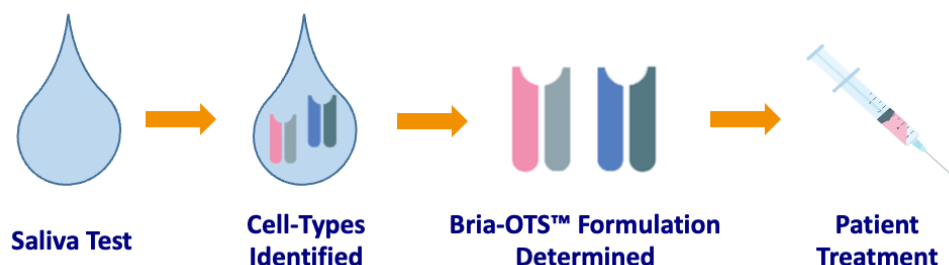 Saliva Test
Cell-Types
Identified
Bria-OTS™ Formulation
Determined
Patient
Treatment